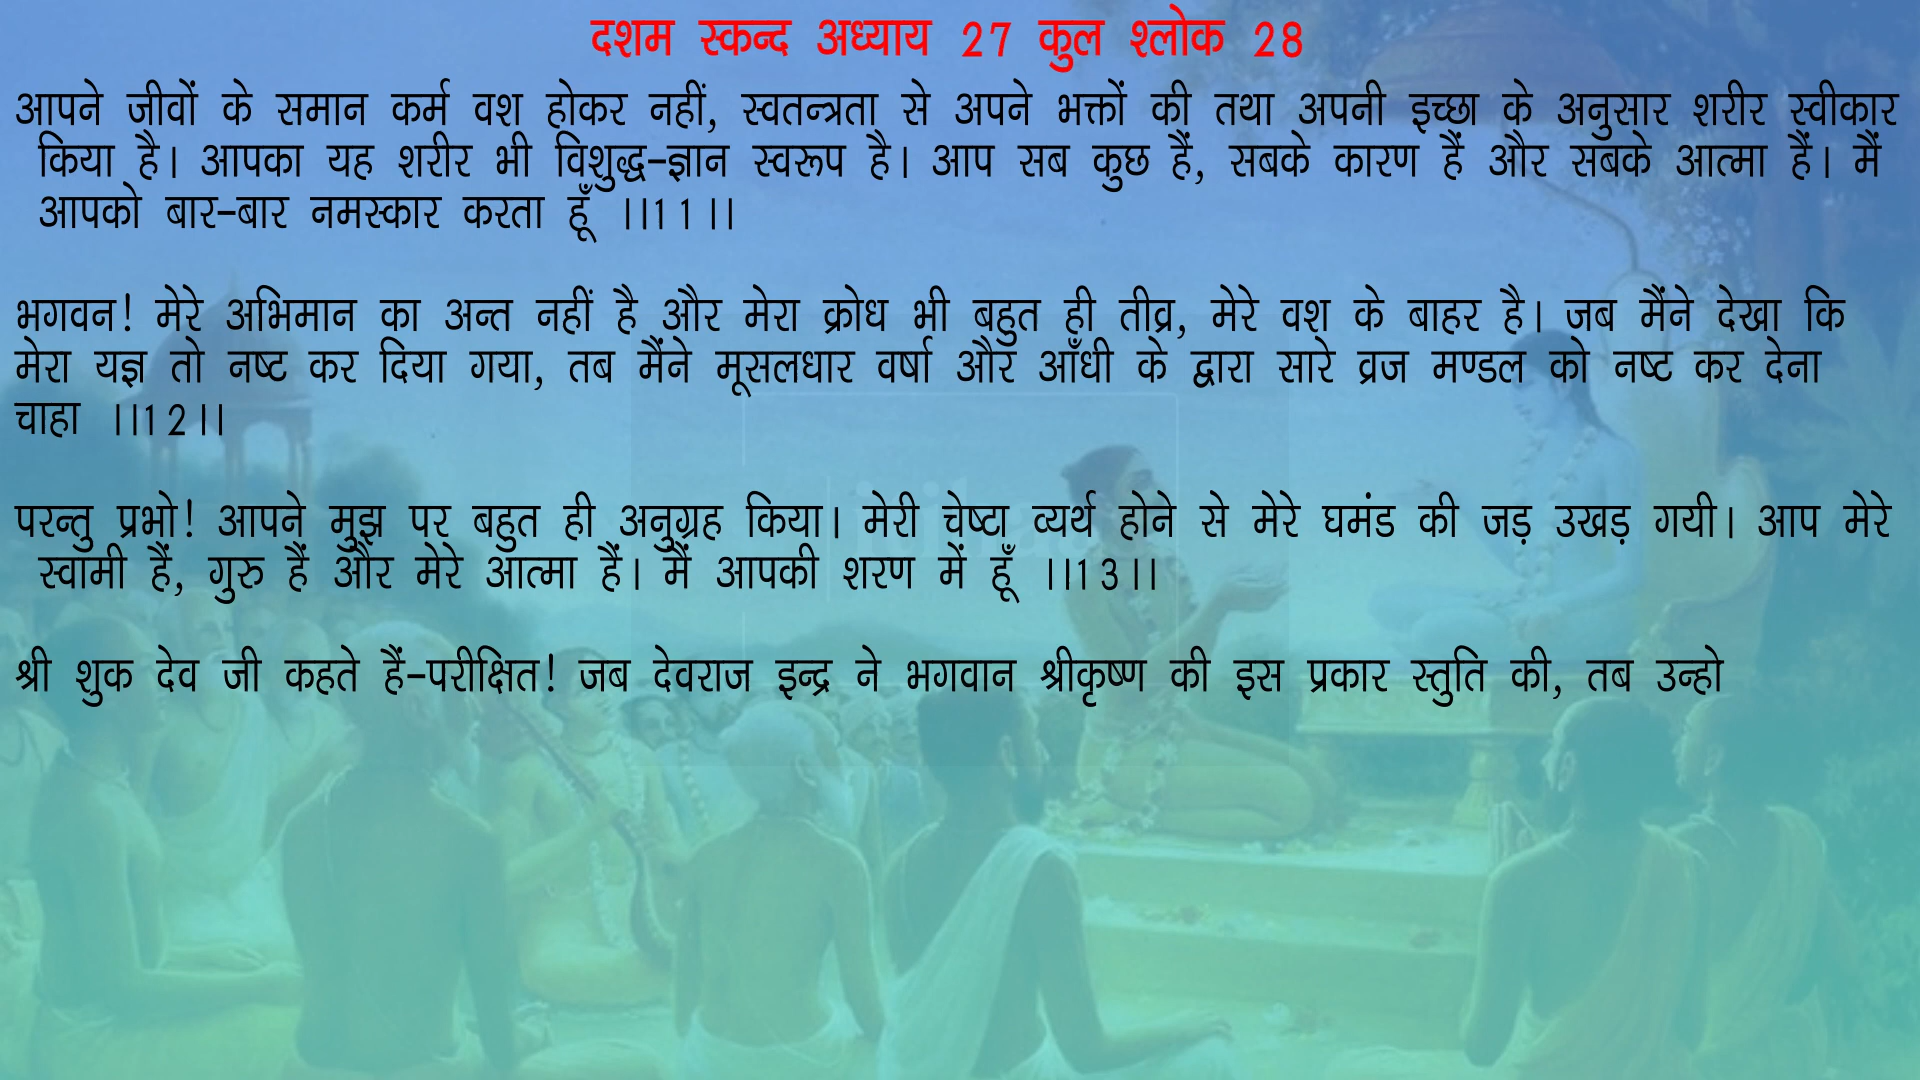 दशम स्कन्द अध्याय 27 कुल श्लोक 28
आपने जीवों के समान कर्म वश होकर नहीं, स्वतन्त्रता से अपने भक्तों की तथा अपनी इच्छा के अनुसार शरीर स्वीकार
किया है। आपका यह शरीर भी विशुद्ध-ज्ञान स्वरूप है। आप सब कुछ हैं, सबके कारण हैं और सबके आत्मा हैं। मैं
आपको बार-बार नमस्कार करता हूँ ।।11।।
भगवन! मेरे अभिमान का अन्त नहीं है और मेरा क्रोध भी बहुत ही तीव्र, मेरे वश के बाहर है। जब मैंने देखा कि
मेरा यज्ञ तो नष्ट कर दिया गया, तब मैंने मूसलधार वर्षा और आँधी के द्वारा सारे व्रज मण्डल को नष्ट कर देना
चाहा ।।12।।
परन्तु प्रभो! आपने मुझ पर बहुत ही अनुग्रह किया। मेरी चेष्टा व्यर्थ होने से मेरे घमंड की जड़ उखड़ गयी। आप मेरे
स्वामी हैं, गुरु हैं और मेरे आत्मा हैं। मैं आपकी शरण में हूँ ।।13।।
श्री शुक देव जी कहते हैं-परीक्षित! जब देवराज इन्द्र ने भगवान श्रीकृष्ण की इस प्रकार स्तुति की, तब उन्हो